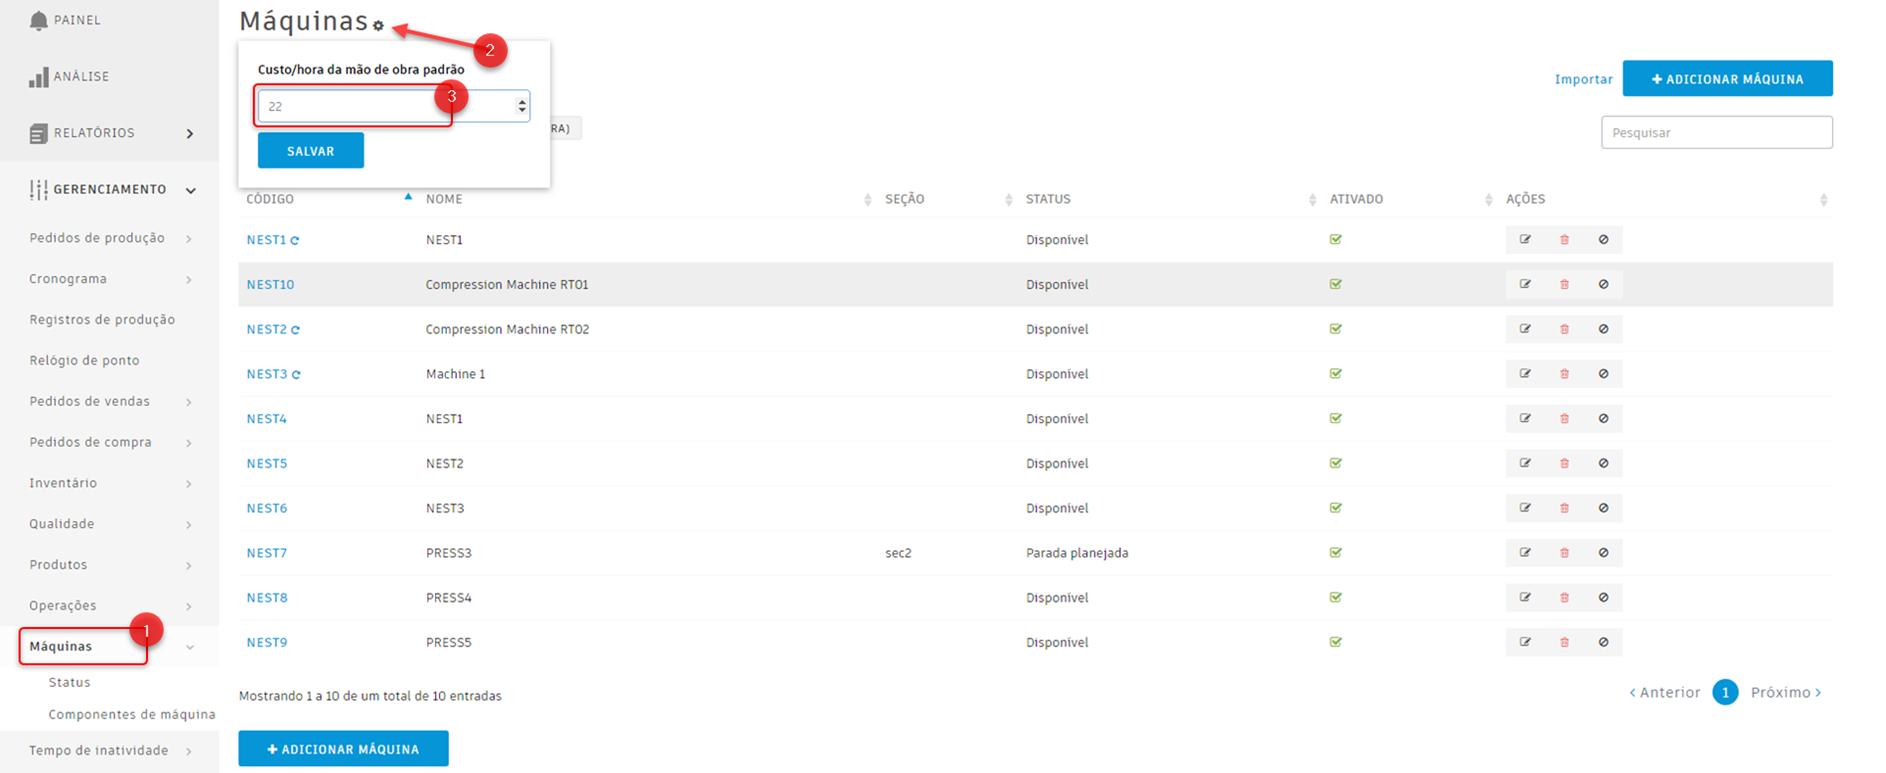 PAINEL
ANÁLISE
RELATÓRIOS
GERENCIAMENTO
Pedidos de produção
Cronograma
Registros de produção
Relógio de ponto
Pedidos de vendas
Pedidos de compra
Inventário
Qualidade
Produtos
Operações
1
Máquinas
Status
Componentes de máquina
Tempo de inatividade
Máquinas
2
Custo/hora da mão de obra padrão
3
22
SALVAR
RA)
Importar
+ ADICIONAR MÁQUINA
Pesquisar
CÓDIGO NOME SEÇÃO STATUS ATIVADO AÇÕES
NEST1 NEST1 Disponível
NEST10 Compression Machine RT01 Disponível
NEST2 Compression Machine RT02 Disponível
NEST3 Machine 1 Disponível
NEST4 NEST1 Disponível
NEST5 NEST2 Disponível
NEST6 NEST3 Disponível
NEST7 PRESS3 sec2 Parada planejada
NEST8 PRESS4 Disponível
NEST9 PRESS5 Disponível
Mostrando 1 a 10 de um total de 10 entradas
< Anterior 1 Próximo >
+ ADICIONAR MÁQUINA